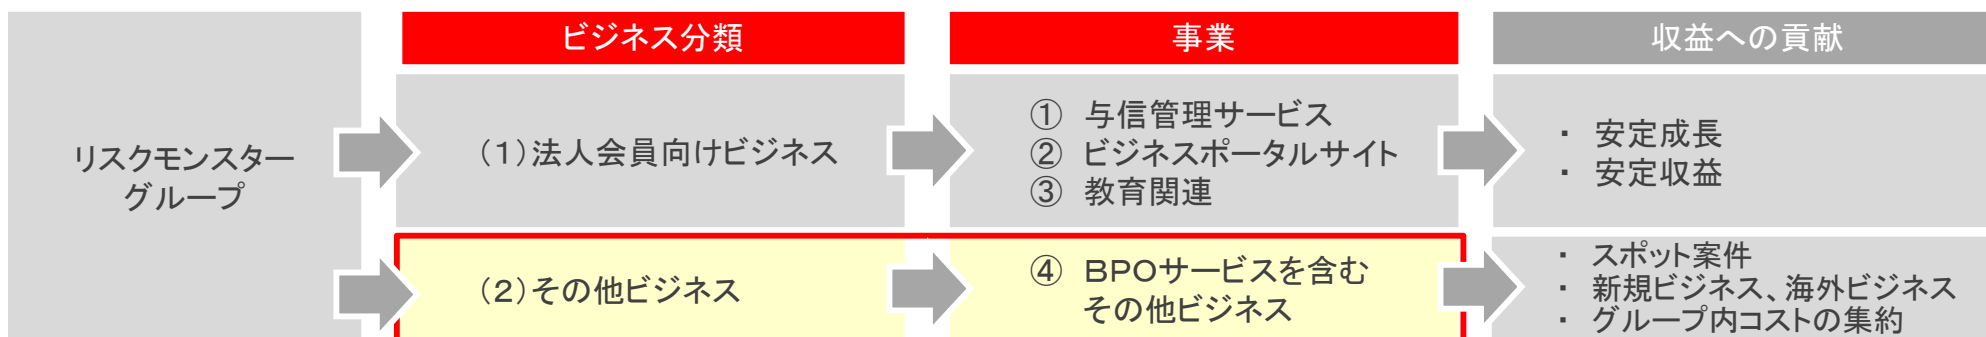 ビジネス分類
事業
収益への貢献
リスクモンスター
グループ
（１）法人会員向けビジネス
① 与信管理サービス
② ビジネスポータルサイト
③ 教育関連
・ 安定成長
・ 安定収益
（２）その他ビジネス
④ ＢＰＯサービスを含む
その他ビジネス
・ スポット案件
・ 新規ビジネス、海外ビジネス
・ グループ内コストの集約